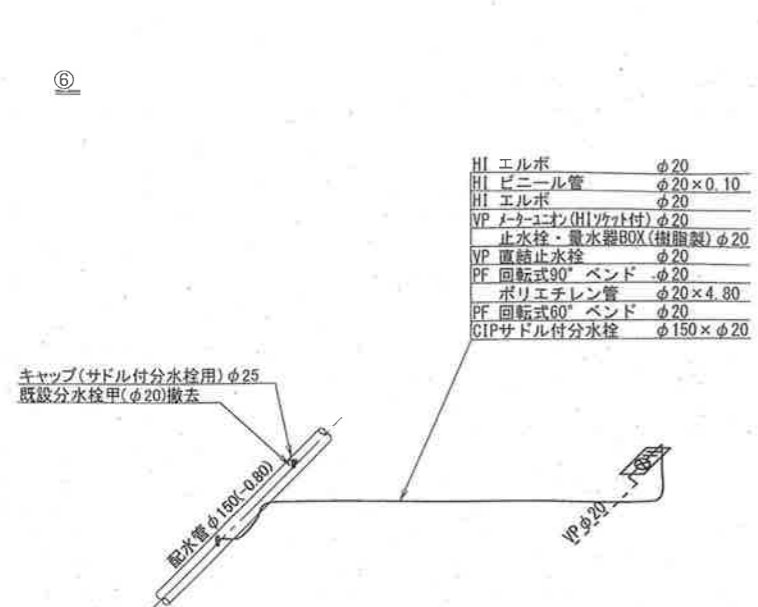 ⑥
HI エルボ φ20
HI ビニール管 φ20×0.10
HI エルボ φ20
VP メーターユニオン(HIソケット付) φ20
止水栓・量水器BOX(樹脂製) φ20
VP 直結止水栓 φ20
PF 回転式90° ベンド φ20
ポリエチレン管 φ20×4.80
PF 回転式60° ベンド φ20
CIPサドル付分水栓 φ150×φ20
キャップ(サドル付分水栓用) φ25
既設分水栓甲(φ20)撤去
配水管φ150(-0.80)
VPφ20